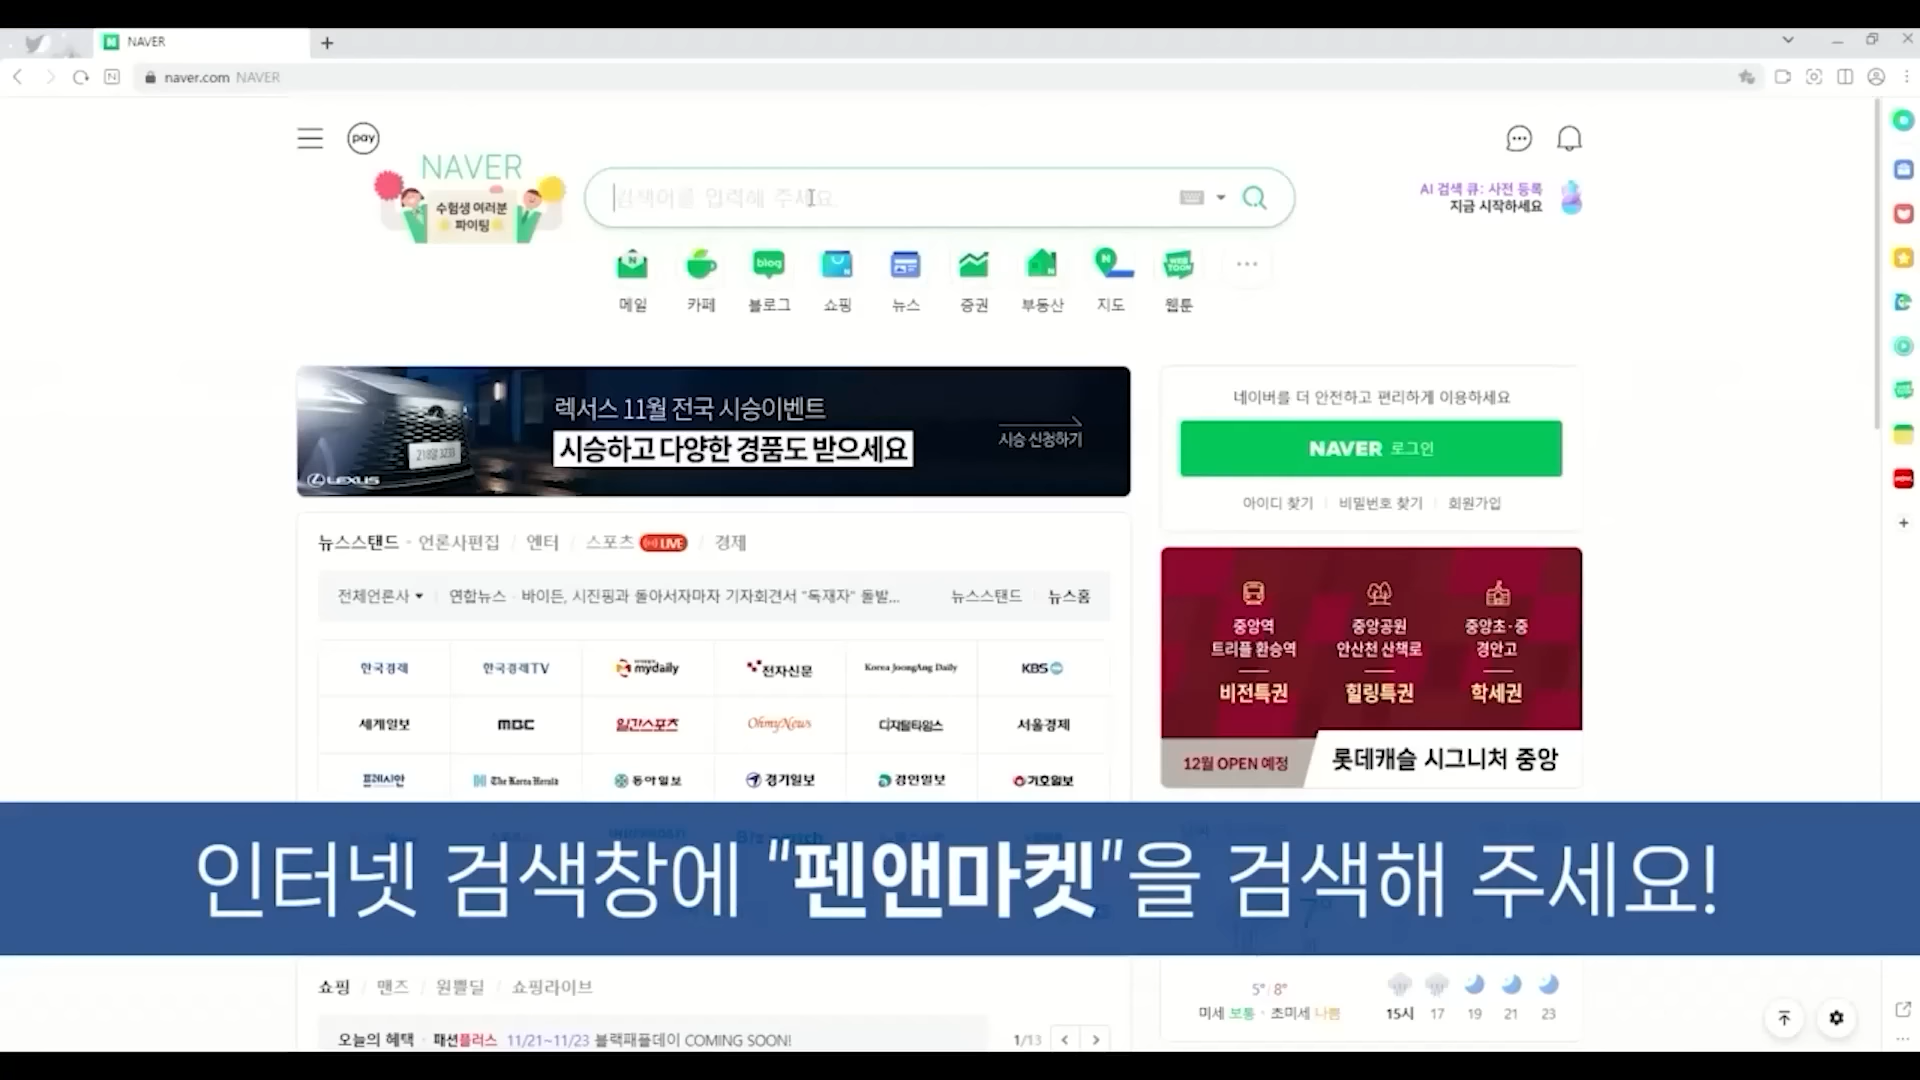 NAVER
naver.com NAVER
pay
NAVER
수험생 여러분
파이팅
검색어를 입력해 주세요.
AI 검색 큐: 사전 등록
지금 시작하세요
메일
카페
blog
블로그
쇼핑
뉴스
증권
부동산
지도
WEB TOON
웹툰
렉서스 11월 전국 시승이벤트
시승하고 다양한 경품도 받으세요
시승 신청하기
LEXUS
네이버를 더 안전하고 편리하게 이용하세요
NAVER 로그인
아이디 찾기 비밀번호 찾기 회원가입
뉴스스탠드 · 언론사편집 / 엔터 / 스포츠 LIVE / 경제
전체언론사 연합뉴스 · 바이든, 시진핑과 돌아서자마자 기자회견서 "독재자" 돌발... 뉴스스탠드 뉴스홈
한국경제 한국경제TV mydaily 전자신문 Korea JoongAng Daily KBS
세계일보 MBC 일간스포츠 OhmyNews 디지털타임스 서울경제
프레시안 The Korea Herald 동아일보 경기일보 경인일보 기호일보
중앙역
트리플 환승역
비전특권
중앙공원
안산천 산책로
힐링특권
중앙초·중
경안고
학세권
12월 OPEN 예정
롯데캐슬 시그니처 중앙
인터넷 검색창에 "펜앤마켓"을 검색해 주세요!
쇼핑 / 맨즈 / 원쁠딜 / 쇼핑라이브
오늘의 혜택 · 패션플러스 11/21~11/23 블랙패플데이 COMING SOON!
1/13
5° / 8°
미세 보통 · 초미세 나쁨
15시 17 19 21 23